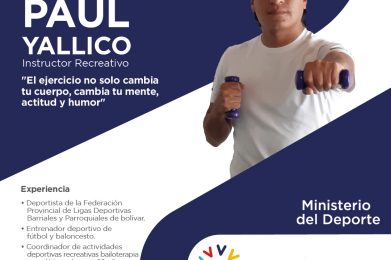 PAUL
YALLICO
Instructor Recreativo
"El ejercicio no solo cambia
tu cuerpo, cambia tu mente,
actitud y humor"
Experiencia
• Deportista de la Federación
Provincial de Ligas Deportivas
Barriales y Parroquiales de bolívar.
• Entrenador deportivo de
fútbol y baloncesto.
• Coordinador de actividades
deportivas recreativas bailoterapia
Ministerio
del Deporte